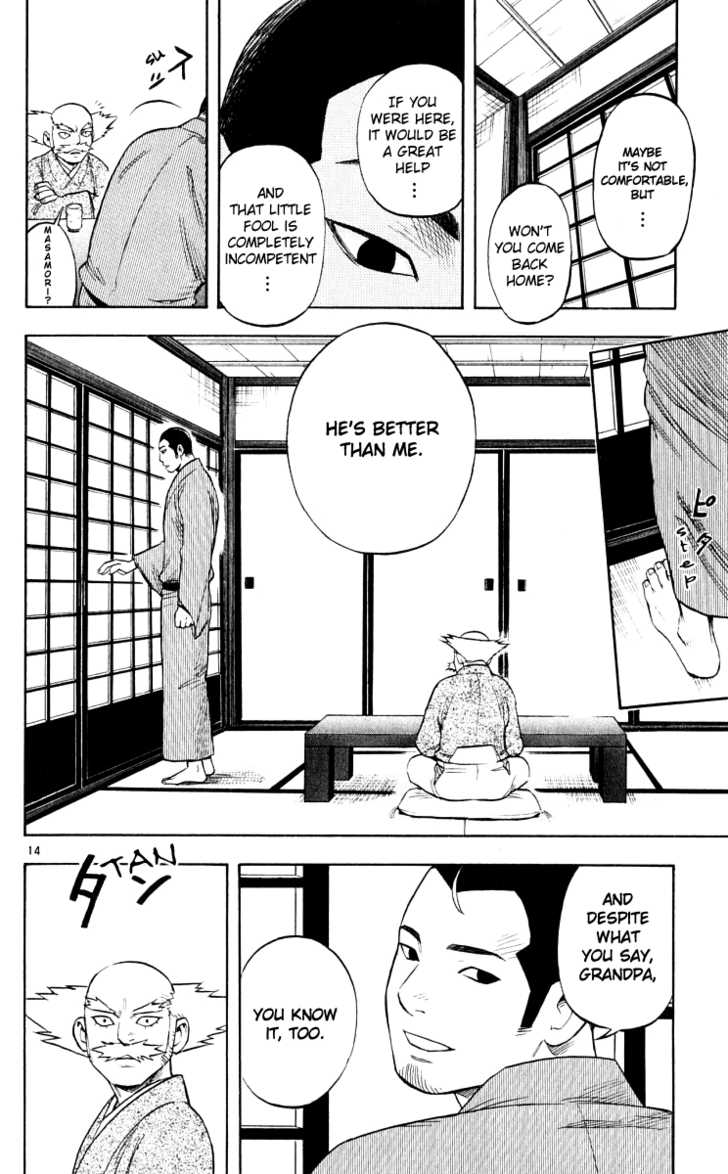 MAYBE
IT'S NOT
COMFORTABLE,
BUT
...
WON'T
YOU COME
BACK
HOME?
IF YOU
WERE HERE,
IT WOULD BE
A GREAT
HELP
...
AND
THAT LITTLE
FOOL IS
COMPLETELY
INCOMPETENT
...
スッ
su
MASAMORI?
ピタ
step
HE'S BETTER
THAN ME.
14
AND
DESPITE
WHAT
YOU SAY,
GRANDPA,
YOU KNOW
IT, TOO.
タン
TAN